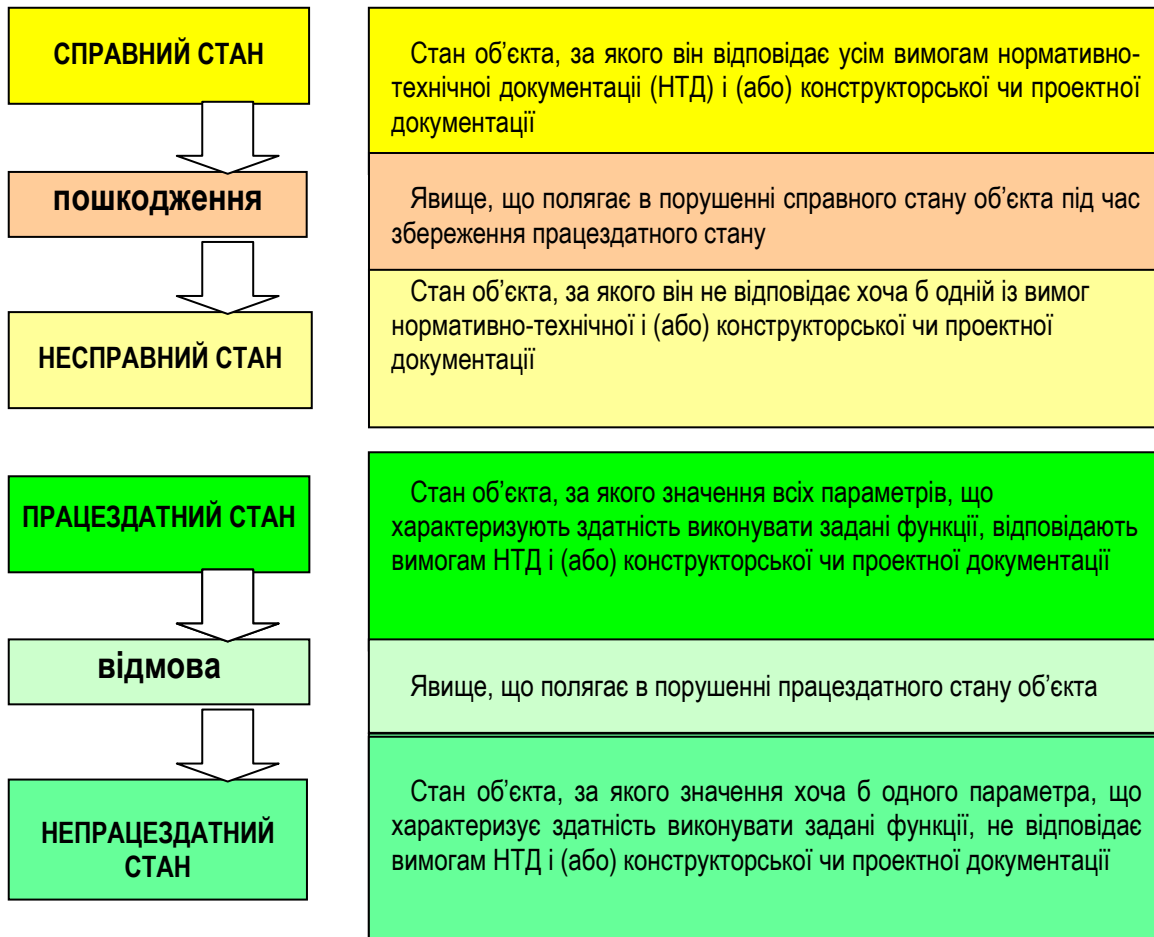 СПРАВНИЙ СТАН
Стан об’єкта, за якого він відповідає усім вимогам нормативно-
технічноі документаціі (НТД) і (або) конструкторської чи проектної
документації
пошкодження
Явище, що полягає в порушенні справного стану об’єкта під час
збереження працездатного стану
НЕСПРАВНИЙ СТАН
Стан об’єкта, за якого він не відповідає хоча б одній із вимог
нормативно-технічної і (або) конструкторської чи проектної
документації
ПРАЦЕЗДАТНИЙ СТАН
Стан об’єкта, за якого значення всіх параметрів, що
характеризують здатність виконувати задані функції, відповідають
вимогам НТД і (або) конструкторської чи проектної документації
відмова
Явище, що полягає в порушенні працездатного стану об’єкта
НЕПРАЦЕЗДАТНИЙ
СТАН
Стан об’єкта, за якого значення хоча б одного параметра, що
характеризує здатність виконувати задані функції, не відповідає
вимогам НТД і (або) конструкторської чи проектної документації